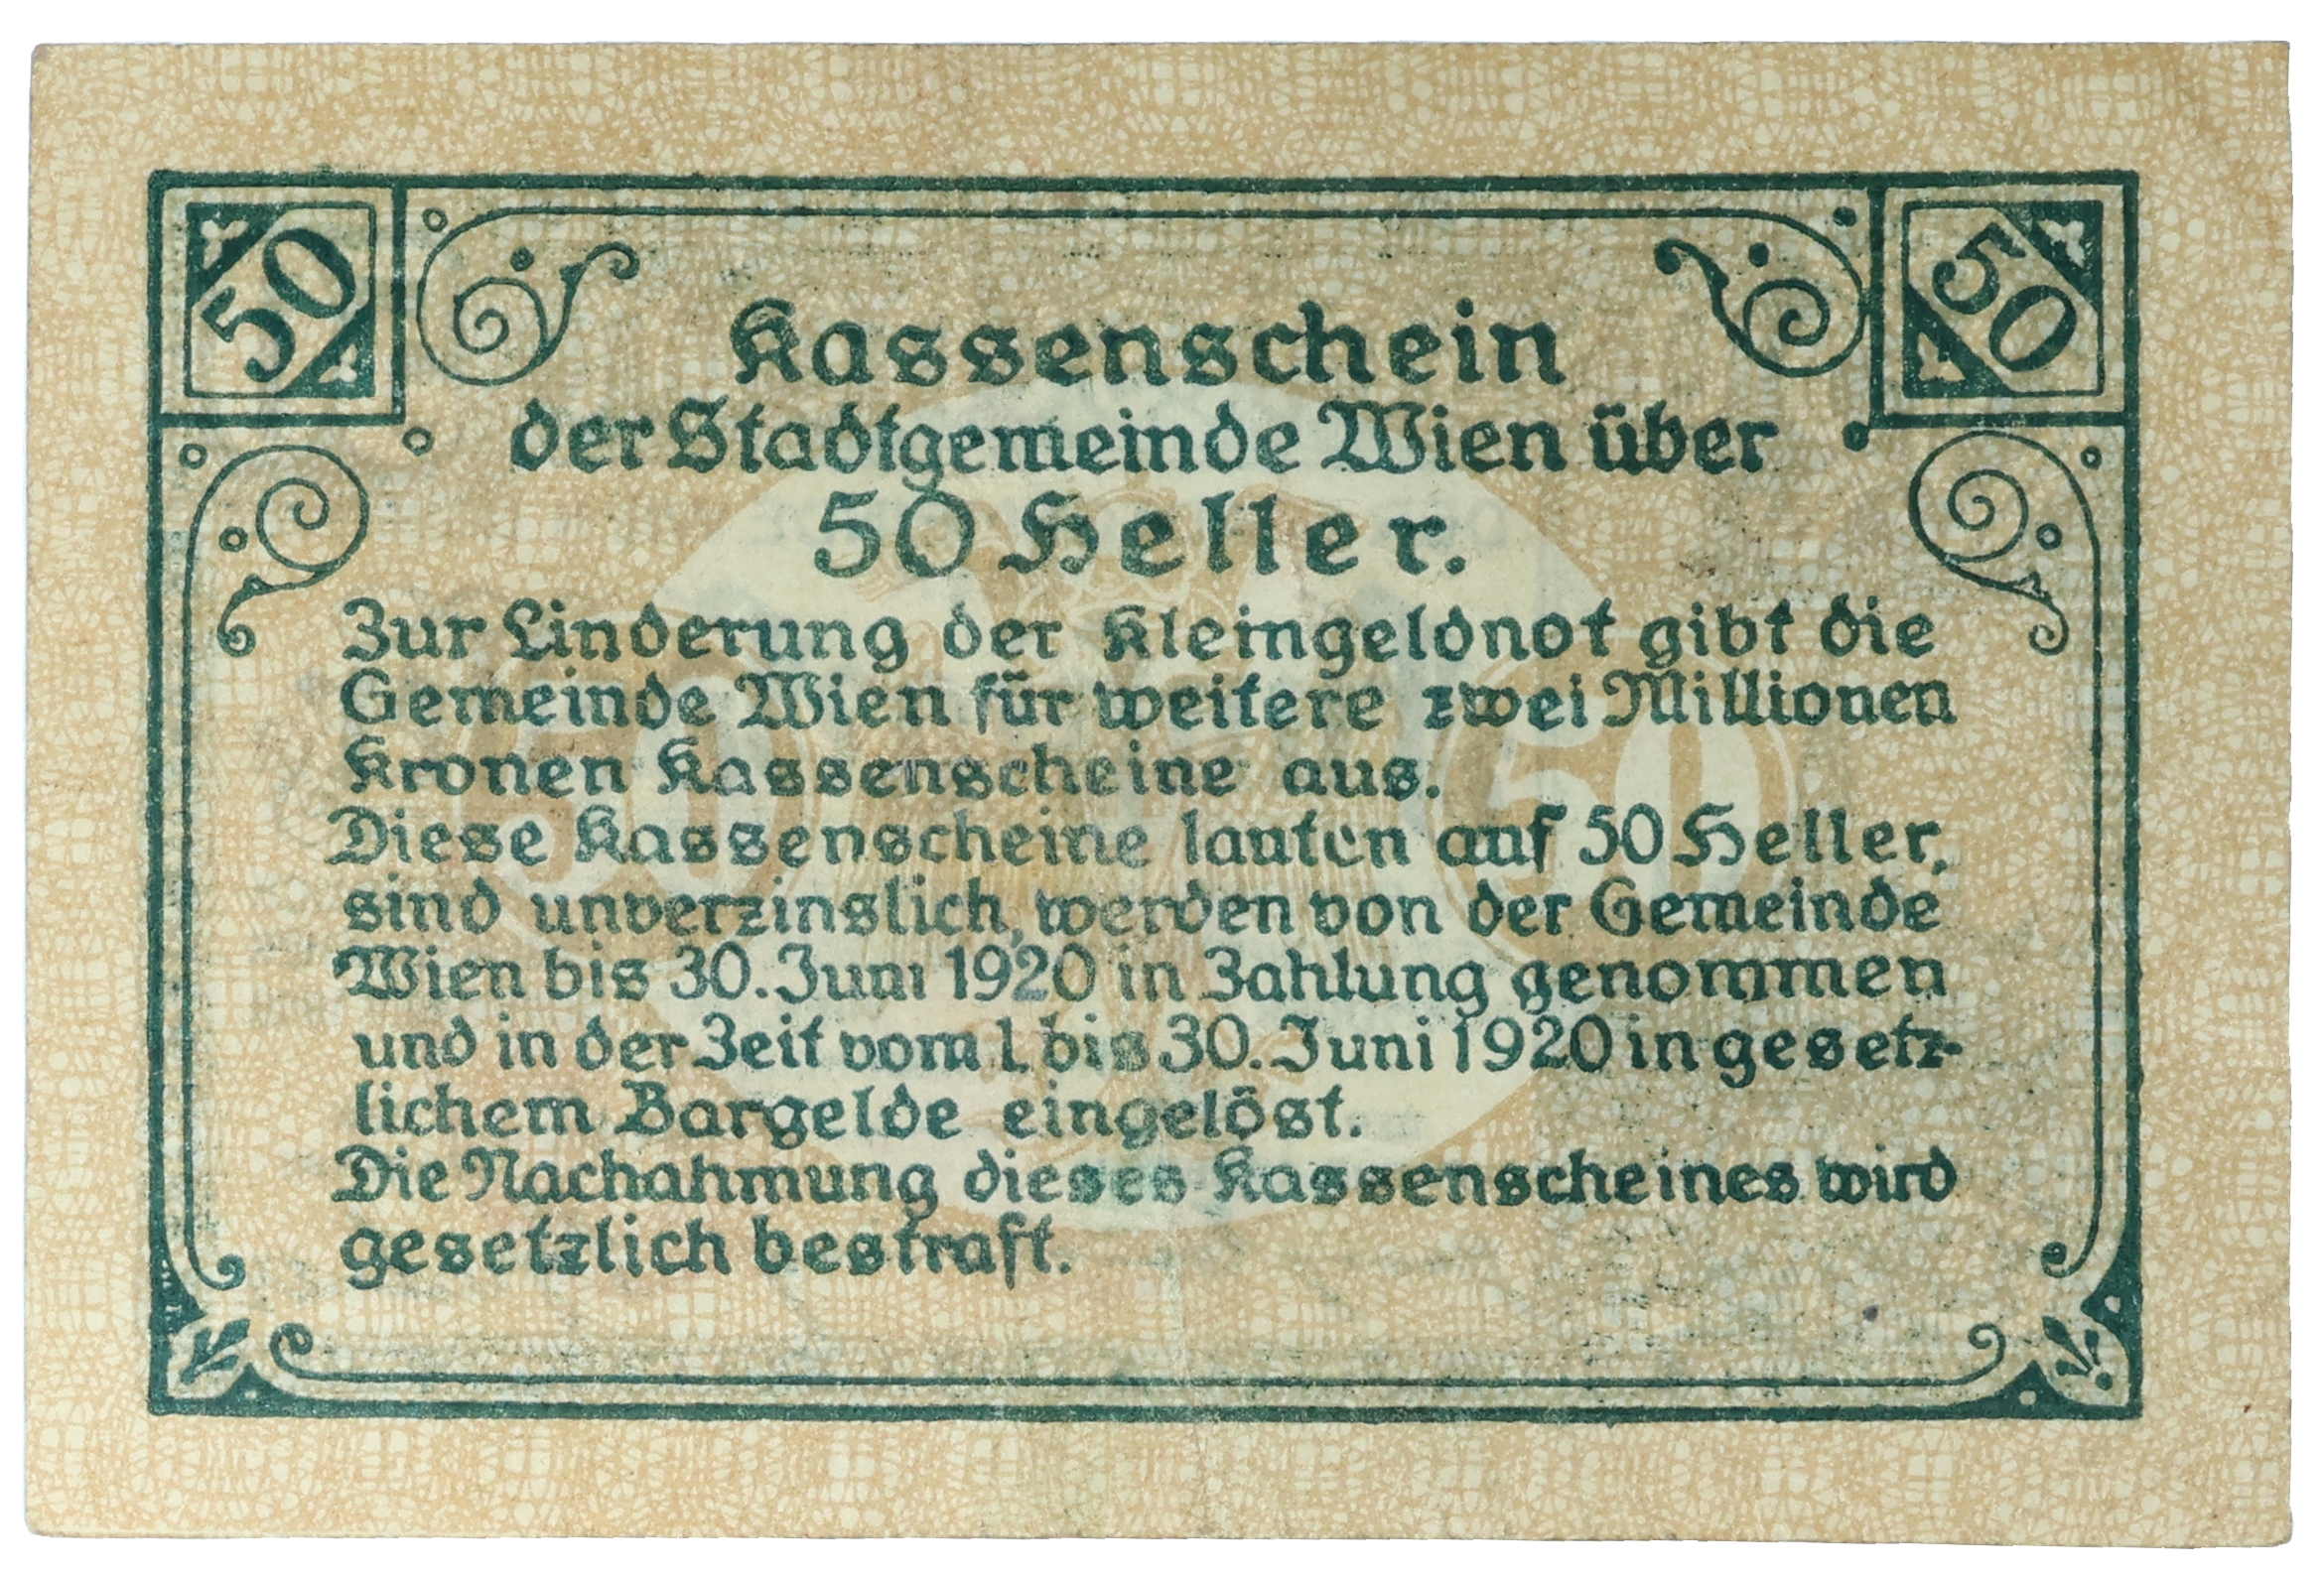 50
50
Kassenschein
der Stadtgemeinde Wien über
50 Heller.
Zur Linderung der Kleingeldnot gibt die
Gemeinde Wien für weitere zwei Millionen
Kronen Kassenscheine aus.
50
50
Diese Kassenscheine lauten auf 50 Heller,
sind unverzinslich, werden von der Gemeinde
Wien bis 30. Juni 1920 in Zahlung genommen
und in der Zeit vom 1. bis 30. Juni 1920 in gesetz-
lichem Bargelde eingelöst.
Die Nachahmung dieses Kassenscheines wird
gesetzlich bestraft.